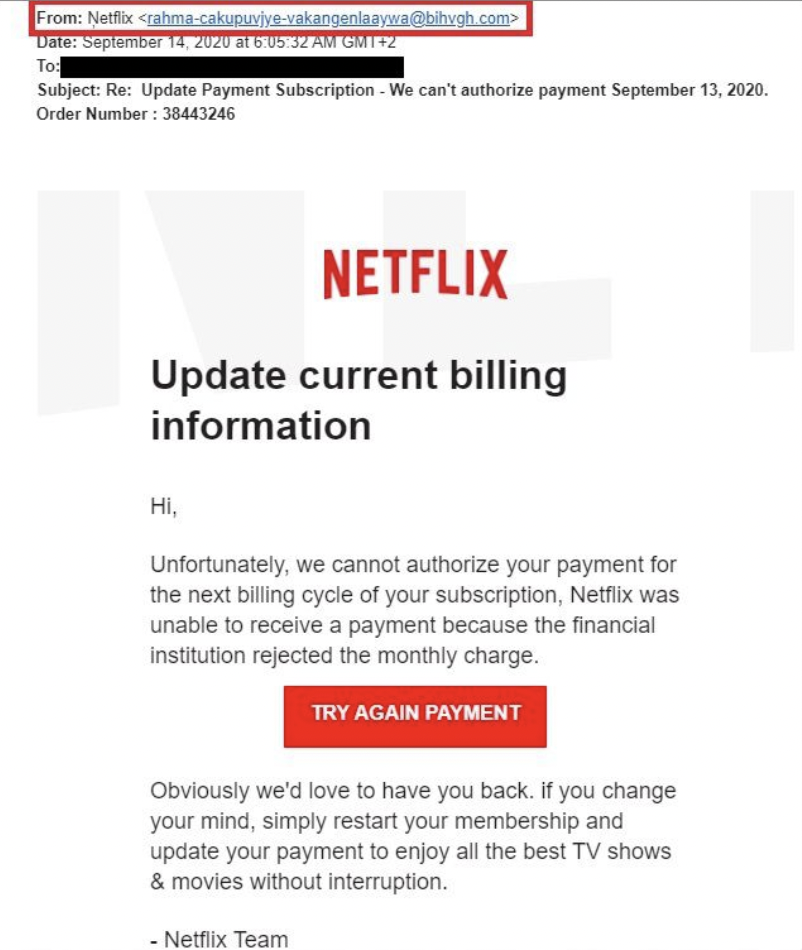 From: Ņetflix <rahma-cakupuvjye-vakangenlaaywa@bihvgh.com>
Date: September 14, 2020 at 6:05:32 AM GMT+2
To:
Subject: Re: Update Payment Subscription - We can't authorize payment September 13, 2020.
Order Number : 38443246
NETFLIX
Update current billing
information
Hi,
Unfortunately, we cannot authorize your payment for
the next billing cycle of your subscription, Netflix was
unable to receive a payment because the financial
institution rejected the monthly charge.
TRY AGAIN PAYMENT
Obviously we'd love to have you back. if you change
your mind, simply restart your membership and
update your payment to enjoy all the best TV shows
& movies without interruption.
- Netflix Team